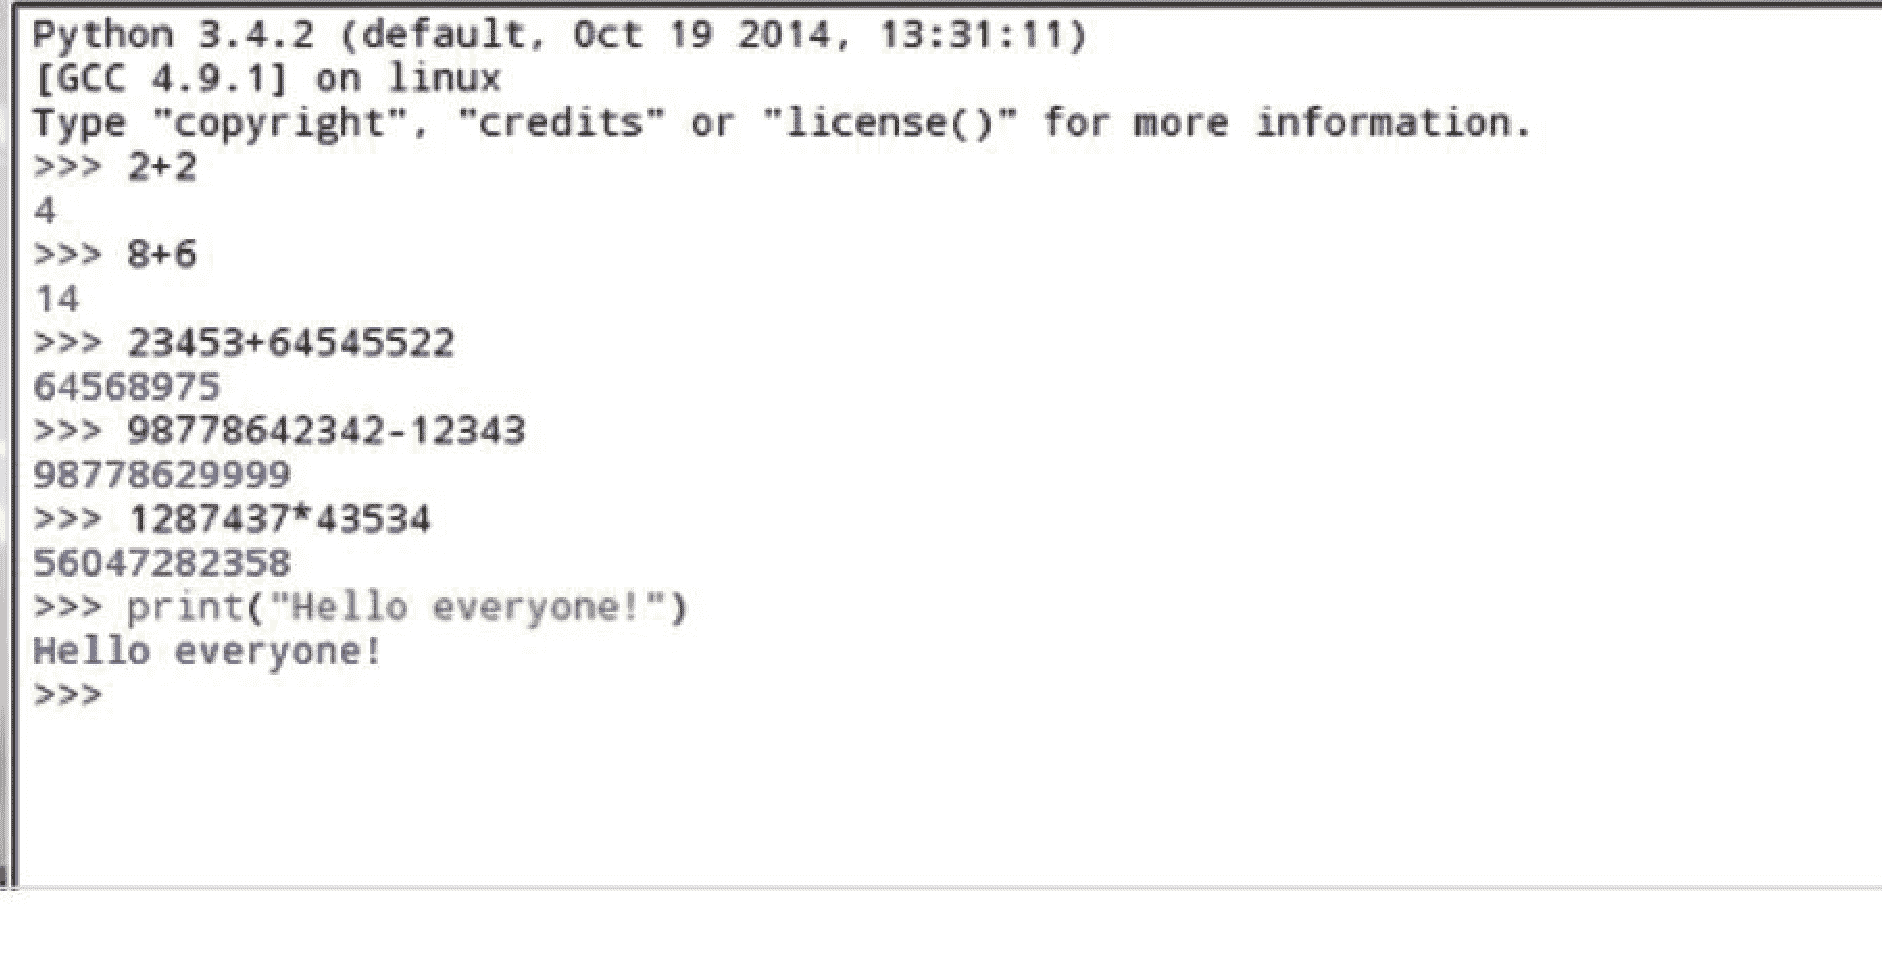 Python 3.4.2 (default, Oct 19 2014, 13:31:11)
[GCC 4.9.1] on linux
Type "copyright", "credits" or "license()" for more information.
>>> 2+2
4
>>> 8+6
14
>>> 23453+64545522
64568975
>>> 98778642342-12343
98778629999
>>> 1287437*43534
56047282358
>>> print("Hello everyone!")
Hello everyone!
>>>